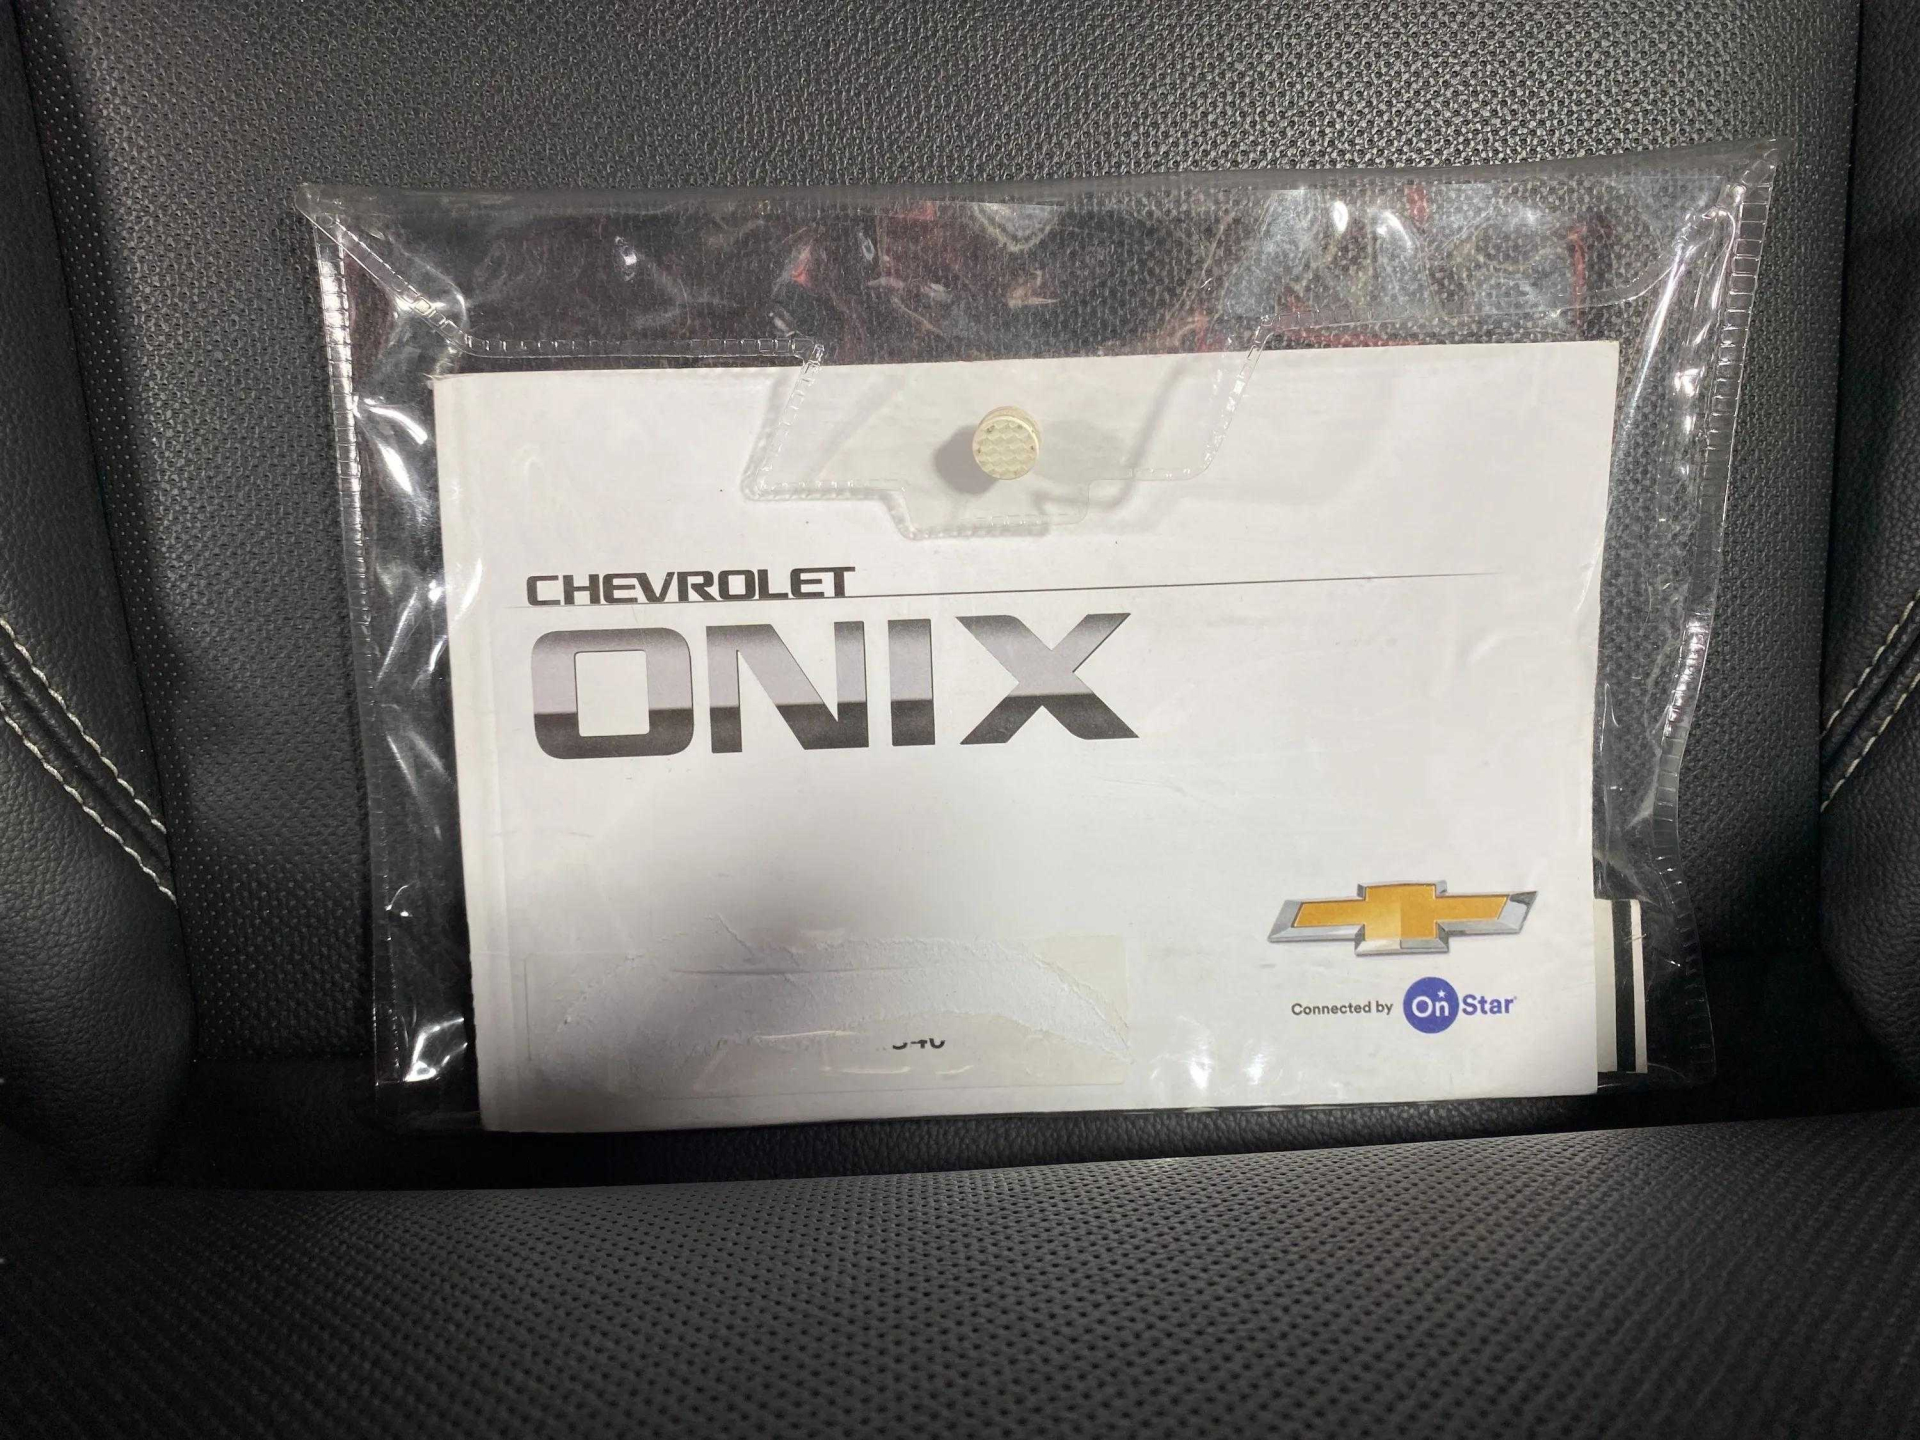 CHEVROLET
ONIX
Connected by OnStar